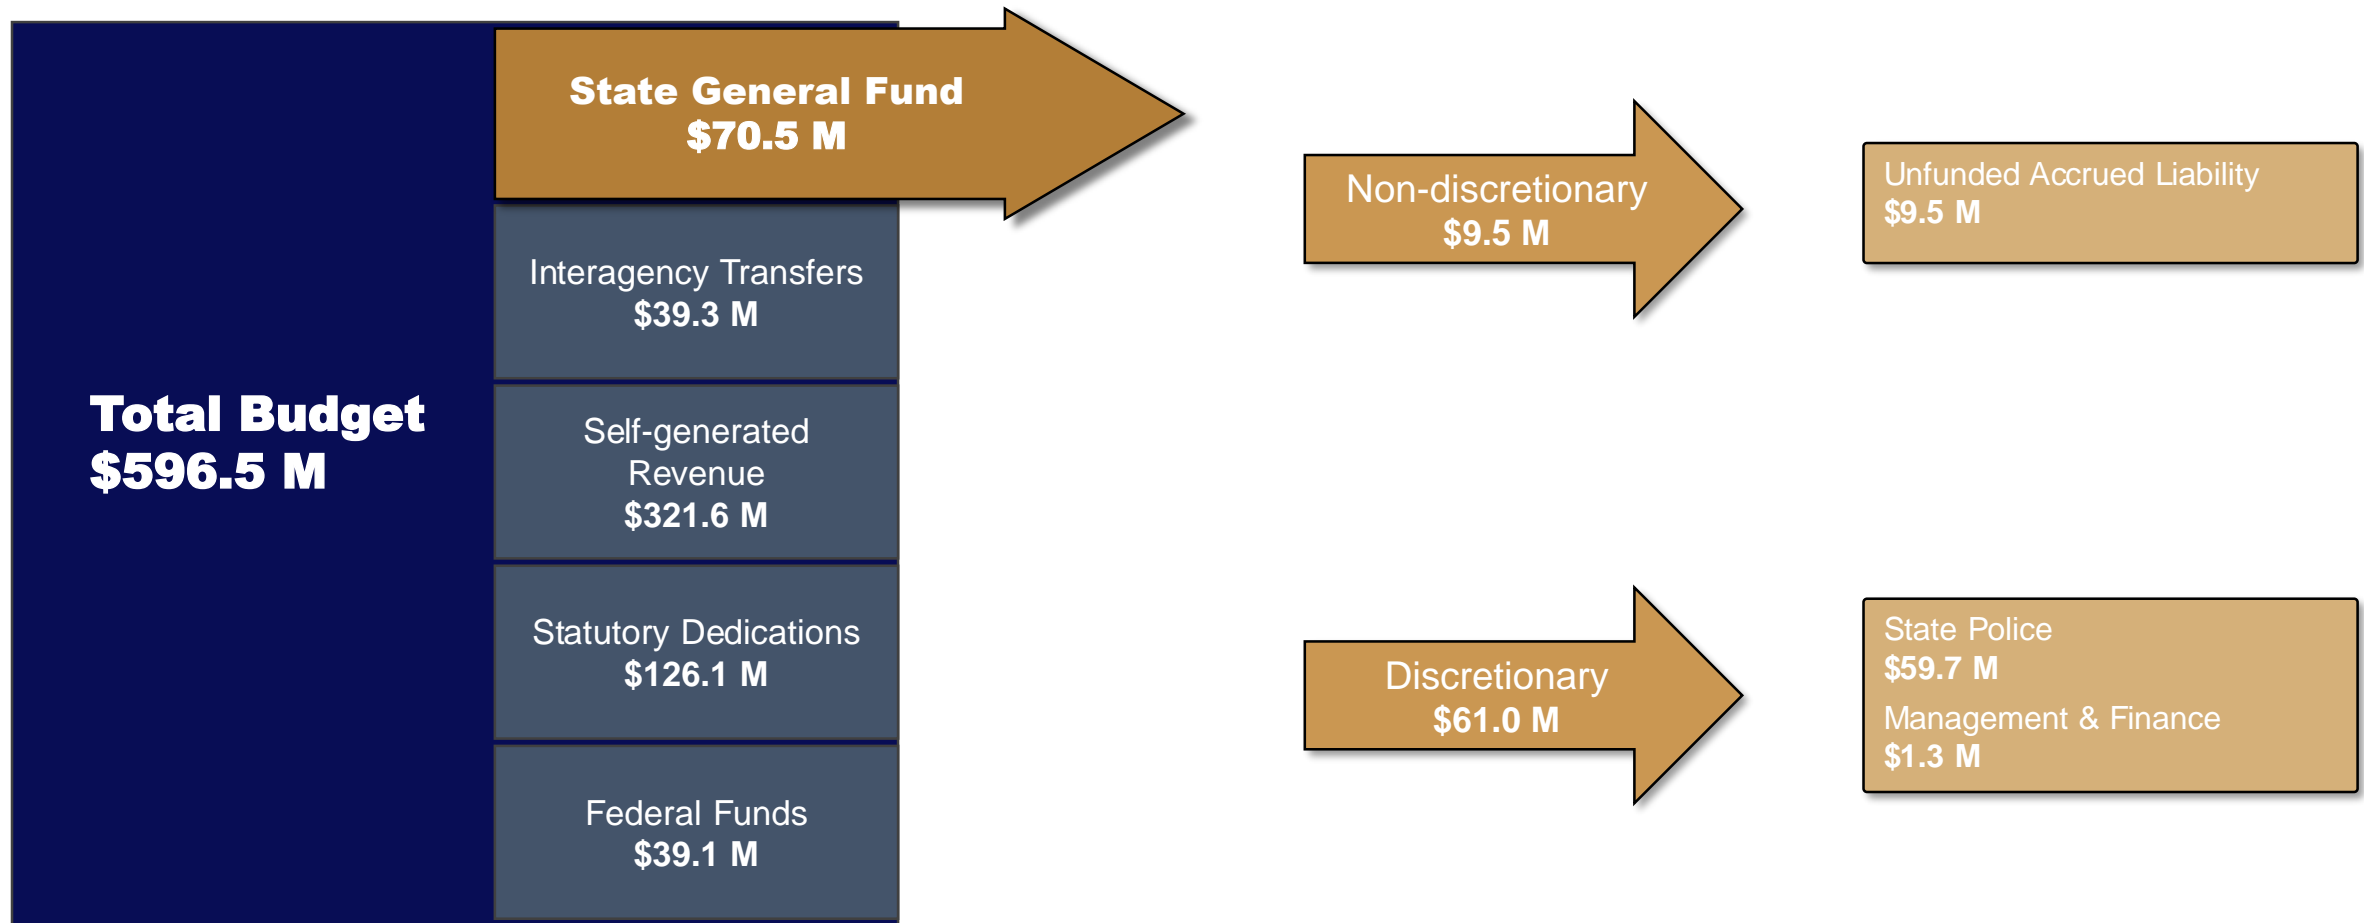 Total Budget
$596.5 M
State General Fund
$70.5 M
Interagency Transfers
$39.3 M
Self-generated
Revenue
$321.6 M
Statutory Dedications
$126.1 M
Federal Funds
$39.1 M
Non-discretionary
$9.5 M
Unfunded Accrued Liability
$9.5 M
Discretionary
$61.0 M
State Police
$59.7 M
Management & Finance
$1.3 M